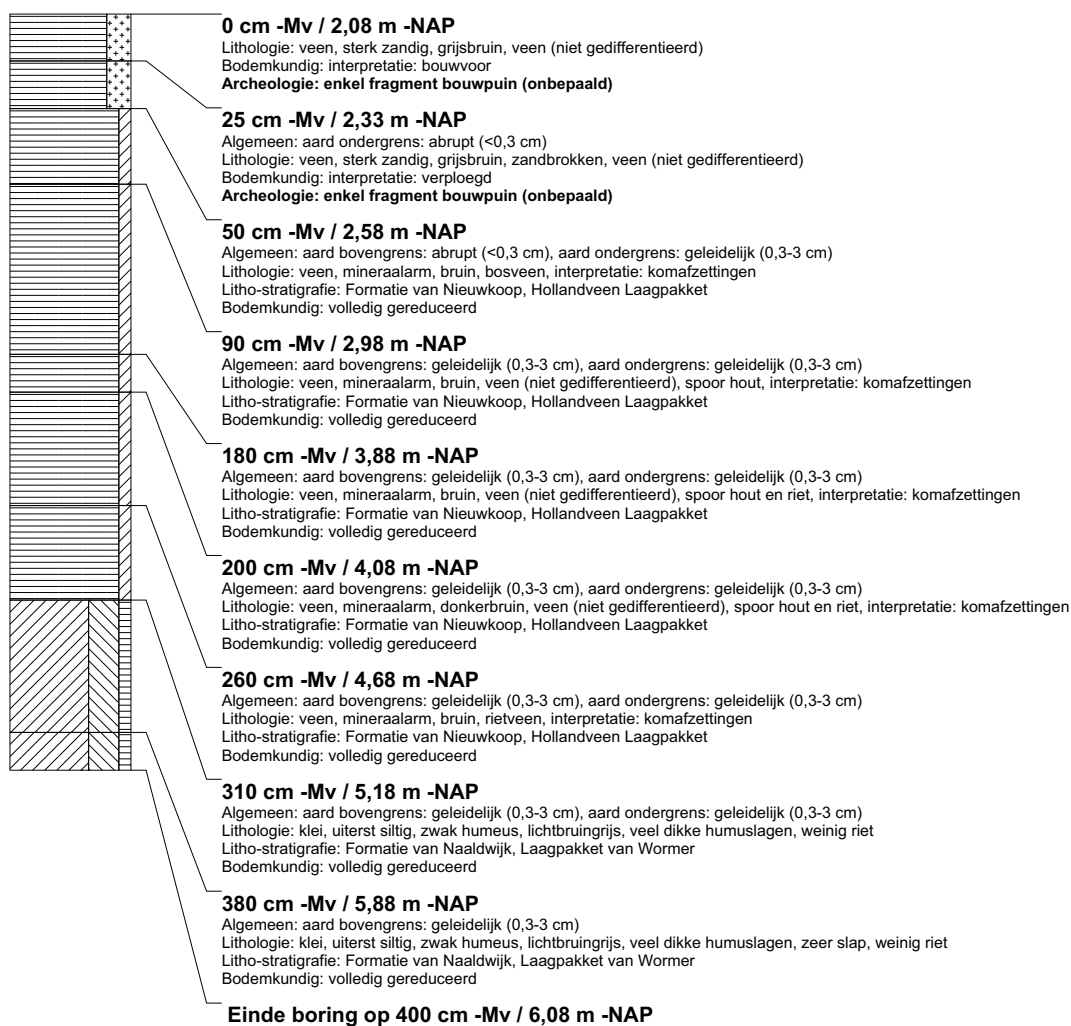 0 cm -Mv / 2,08 m -NAP
Lithologie: veen, sterk zandig, grijsbruin, veen (niet gedifferentieerd)
Bodemkundig: interpretatie: bouwvoor
Archeologie: enkel fragment bouwpuin (onbepaald)
25 cm -Mv / 2,33 m -NAP
Algemeen: aard ondergrens: abrupt (<0,3 cm)
Lithologie: veen, sterk zandig, grijsbruin, zandbrokken, veen (niet gedifferentieerd)
Bodemkundig: interpretatie: verploegd
Archeologie: enkel fragment bouwpuin (onbepaald)
50 cm -Mv / 2,58 m -NAP
Algemeen: aard bovengrens: abrupt (<0,3 cm), aard ondergrens: geleidelijk (0,3-3 cm)
Lithologie: veen, mineraalarm, bruin, bosveen, interpretatie: komafzettingen
Litho-stratigrafie: Formatie van Nieuwkoop, Hollandveen Laagpakket
Bodemkundig: volledig gereduceerd
90 cm -Mv / 2,98 m -NAP
Algemeen: aard bovengrens: geleidelijk (0,3-3 cm), aard ondergrens: geleidelijk (0,3-3 cm)
Lithologie: veen, mineraalarm, bruin, veen (niet gedifferentieerd), spoor hout, interpretatie: komafzettingen
Litho-stratigrafie: Formatie van Nieuwkoop, Hollandveen Laagpakket
Bodemkundig: volledig gereduceerd
180 cm -Mv / 3,88 m -NAP
Algemeen: aard bovengrens: geleidelijk (0,3-3 cm), aard ondergrens: geleidelijk (0,3-3 cm)
Lithologie: veen, mineraalarm, bruin, veen (niet gedifferentieerd), spoor hout en riet, interpretatie: komafzettingen
Litho-stratigrafie: Formatie van Nieuwkoop, Hollandveen Laagpakket
Bodemkundig: volledig gereduceerd
200 cm -Mv / 4,08 m -NAP
Algemeen: aard bovengrens: geleidelijk (0,3-3 cm), aard ondergrens: geleidelijk (0,3-3 cm)
Lithologie: veen, mineraalarm, donkerbruin, veen (niet gedifferentieerd), spoor hout en riet, interpretatie: komafzettingen
Litho-stratigrafie: Formatie van Nieuwkoop, Hollandveen Laagpakket
Bodemkundig: volledig gereduceerd
260 cm -Mv / 4,68 m -NAP
Algemeen: aard bovengrens: geleidelijk (0,3-3 cm), aard ondergrens: geleidelijk (0,3-3 cm)
Lithologie: veen, mineraalarm, bruin, rietveen, interpretatie: komafzettingen
Litho-stratigrafie: Formatie van Nieuwkoop, Hollandveen Laagpakket
Bodemkundig: volledig gereduceerd
310 cm -Mv / 5,18 m -NAP
Algemeen: aard bovengrens: geleidelijk (0,3-3 cm), aard ondergrens: geleidelijk (0,3-3 cm)
Lithologie: klei, uiterst siltig, zwak humeus, lichtbruingrijs, veel dikke humuslagen, weinig riet
Litho-stratigrafie: Formatie van Naaldwijk, Laagpakket van Wormer
Bodemkundig: volledig gereduceerd
380 cm -Mv / 5,88 m -NAP
Algemeen: aard bovengrens: geleidelijk (0,3-3 cm)
Lithologie: klei, uiterst siltig, zwak humeus, lichtbruingrijs, veel dikke humuslagen, zeer slap, weinig riet
Litho-stratigrafie: Formatie van Naaldwijk, Laagpakket van Wormer
Bodemkundig: volledig gereduceerd
Einde boring op 400 cm -Mv / 6,08 m -NAP